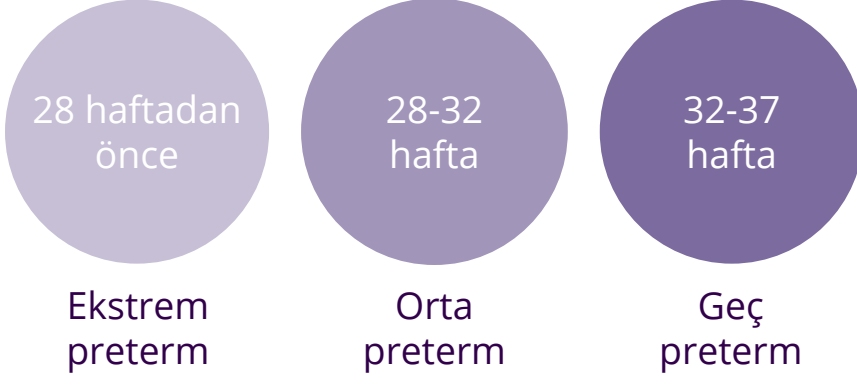 28 haftadan
önce
28-32
hafta
32-37
hafta
Ekstrem
preterm
Orta
preterm
Geç
preterm